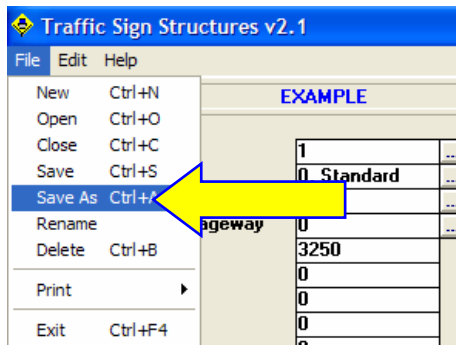 Traffic Sign Structures v2.1
File Edit Help
New Ctrl+N
Open Ctrl+O
Close Ctrl+C
Save Ctrl+S
Save As
Rename
Delete Ctrl+B
Print
Exit Ctrl+F4
EXAMPLE
1 ...
0 Standard ...
...
ageway 0 ...
3250
0
0
0